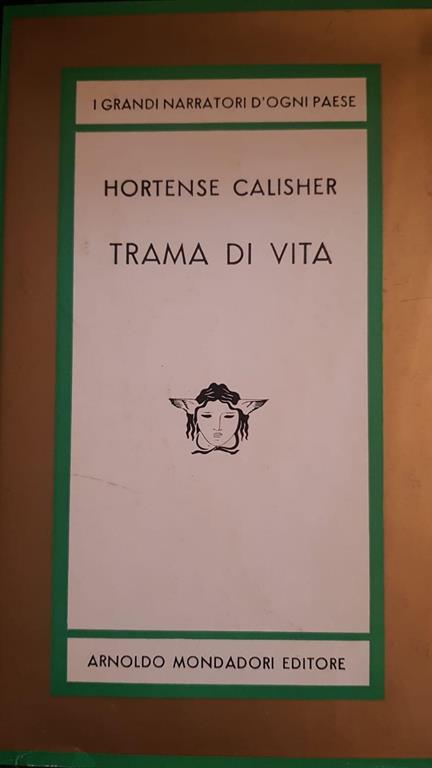 I GRANDI NARRATORI D'OGNI PAESE
HORTENSE CALISHER
TRAMA DI VITA
ARNOLDO MONDADORI EDITORE